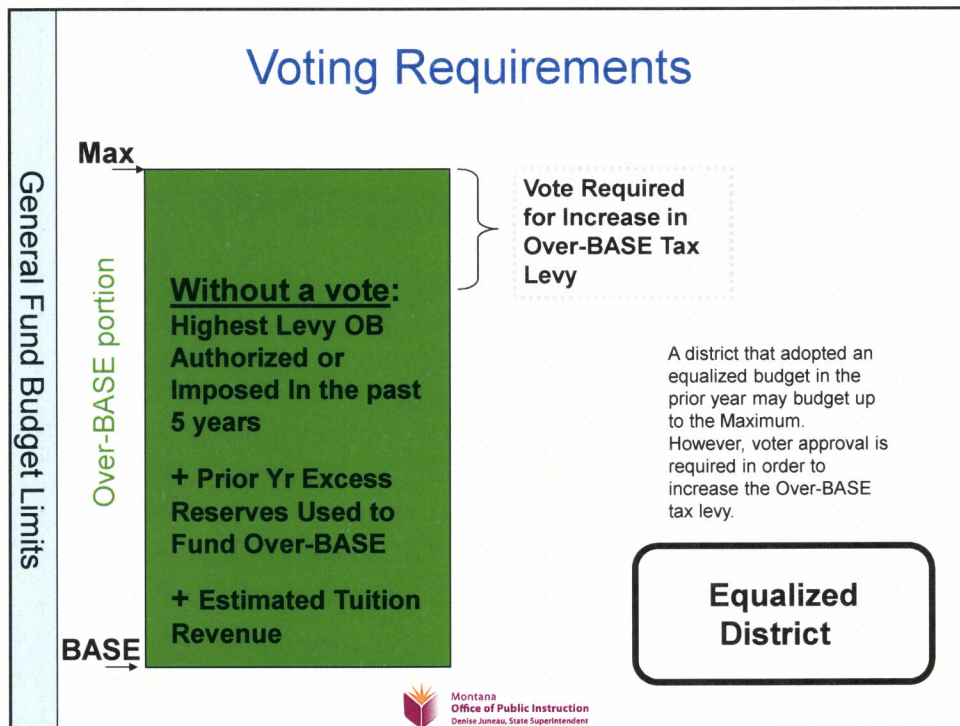 Voting Requirements
General Fund Budget Limits
Max
Over-BASE portion
BASE
Without a vote:
Highest Levy OB
Authorized or
Imposed In the past
5 years
+ Prior Yr Excess
Reserves Used to
Fund Over-BASE
+ Estimated Tuition
Revenue
Vote Required
for Increase in
Over-BASE Tax
Levy
A district that adopted an
equalized budget in the
prior year may budget up
to the Maximum.
However, voter approval is
required in order to
increase the Over-BASE
tax levy.
Equalized
District
Montana
Office of Public Instruction
Denise Juneau, State Superintendent